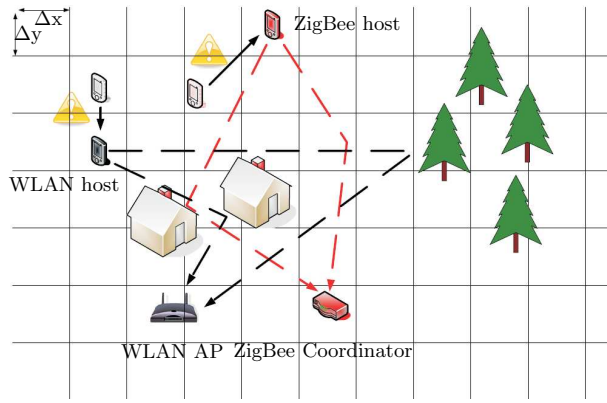 Δx
Δy
ZigBee host
WLAN host
WLAN AP
ZigBee Coordinator